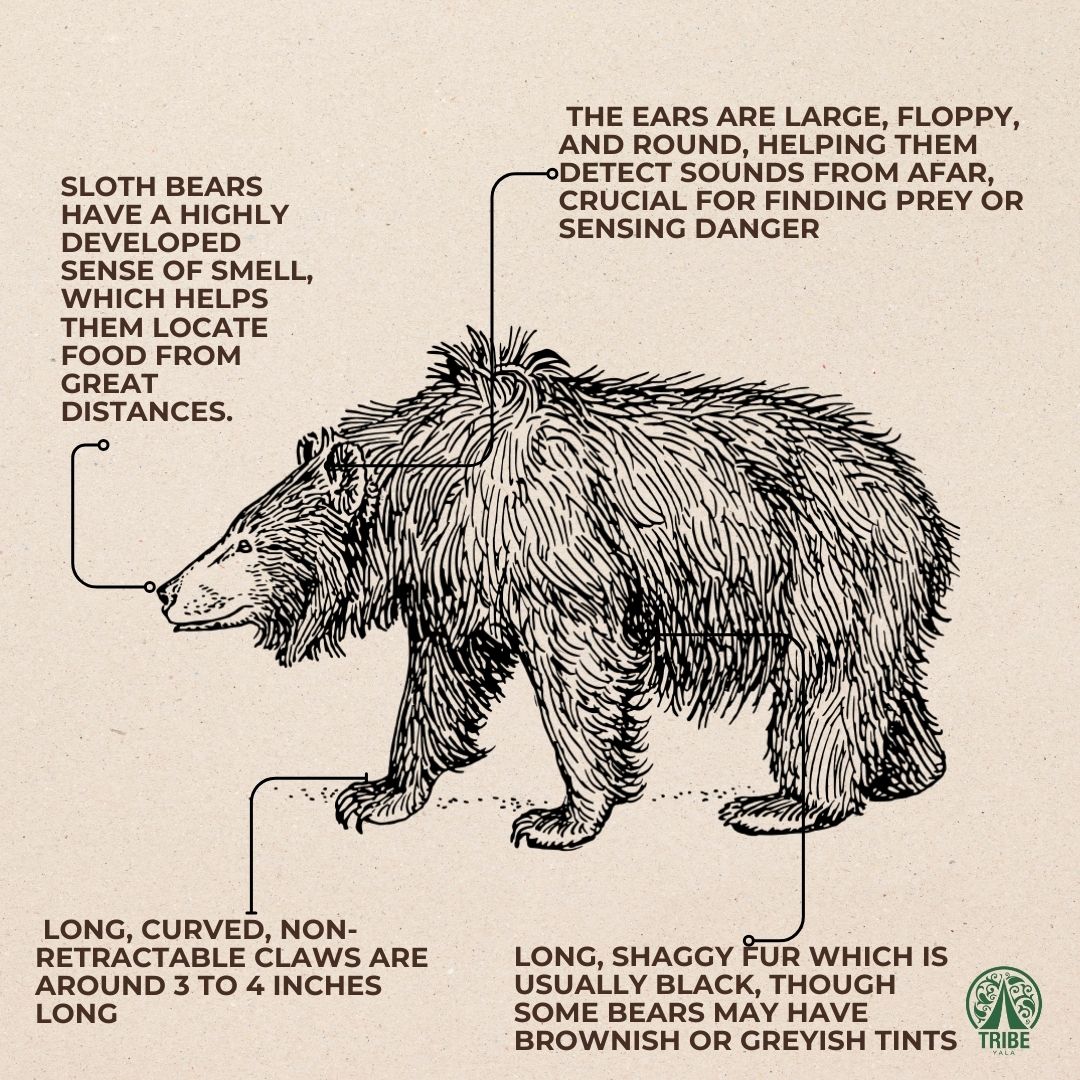 THE EARS ARE LARGE, FLOPPY,
AND ROUND, HELPING THEM
DETECT SOUNDS FROM AFAR,
CRUCIAL FOR FINDING PREY OR
SENSING DANGER
SLOTH BEARS
HAVE A HIGHLY
DEVELOPED
SENSE OF SMELL,
WHICH HELPS
THEM LOCATE
FOOD FROM
GREAT
DISTANCES.
LONG, CURVED, NON-
RETRACTABLE CLAWS ARE
AROUND 3 TO 4 INCHES
LONG
LONG, SHAGGY FUR WHICH IS
USUALLY BLACK, THOUGH
SOME BEARS MAY HAVE
BROWNISH OR GREYISH TINTS
TRIBE
YALA